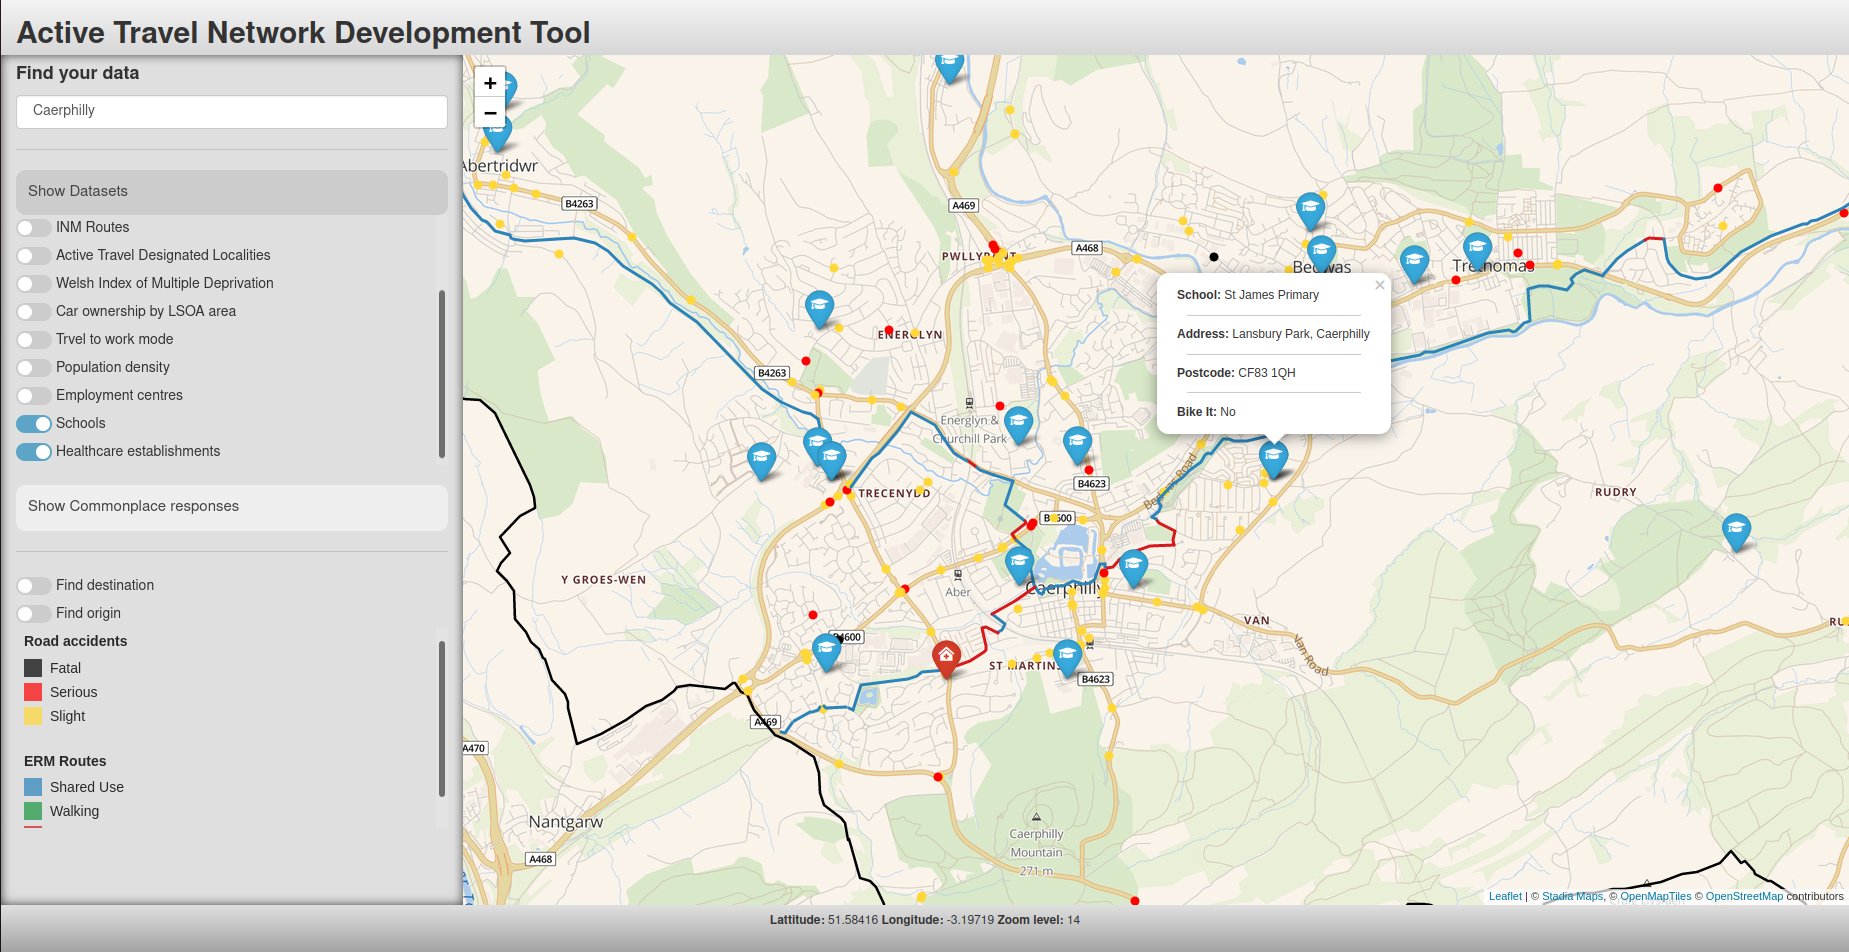 Active Travel Network Development Tool
Find your data
Caerphilly
Show Datasets
INM Routes
Active Travel Designated Localities
Welsh Index of Multiple Deprivation
Car ownership by LSOA area
Trvel to work mode
Population density
Employment centres
Schools
Healthcare establishments
Show Commonplace responses
Find destination
Find origin
Road accidents
Fatal
Serious
Slight
ERM Routes
Shared Use
Walking
+
−
Abertridwr
B4263
A469
A468
PWLLYPANT
Bedwas
Trethomas
×
School: St James Primary
Address: Lansbury Park, Caerphilly
Postcode: CF83 1QH
Bike It: No
ENERGLYN
B4263
Energlyn &
Churchill Park
B4623
TRECENYDD
Bedwas Road
RUDRY
B4600
Y GROES-WEN
Aber
Caerphilly
VAN
Van Road
RU
B4600
ST MARTINS
B4623
A469
A470
Nantgarw
Caerphilly
Mountain
271 m
A468
Leaflet | © Stadia Maps, © OpenMapTiles © OpenStreetMap contributors
Lattitude: 51.58416 Longitude: -3.19719 Zoom level: 14